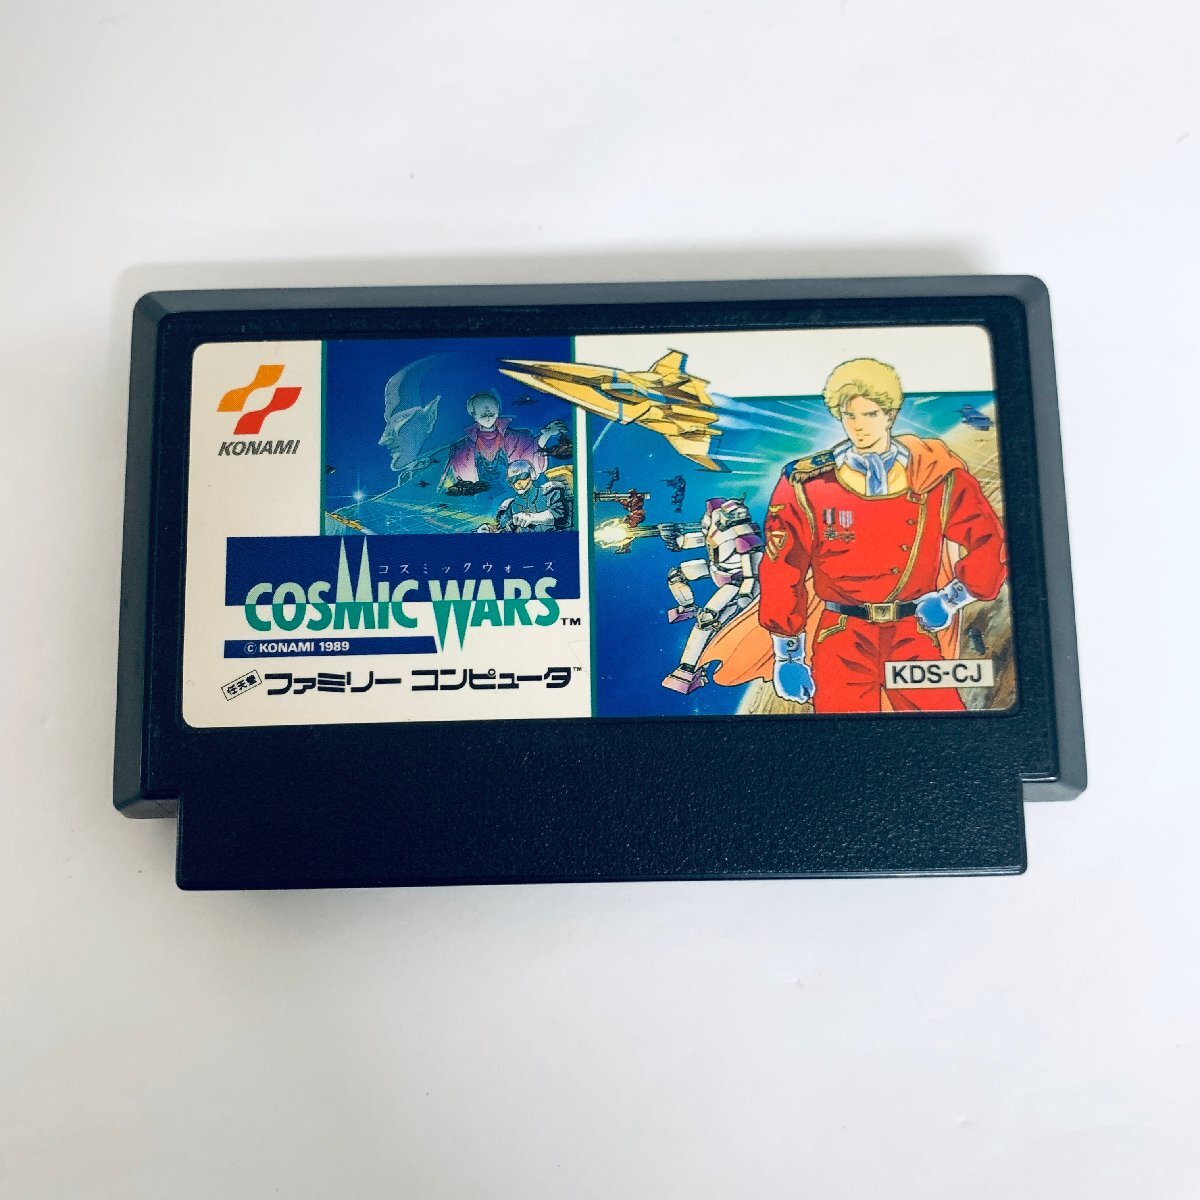 KONAMI
コスミックウォーズ
COSMIC WARS™
© KONAMI 1989
任天堂 ファミリー コンピュータ™
KDS-CJ